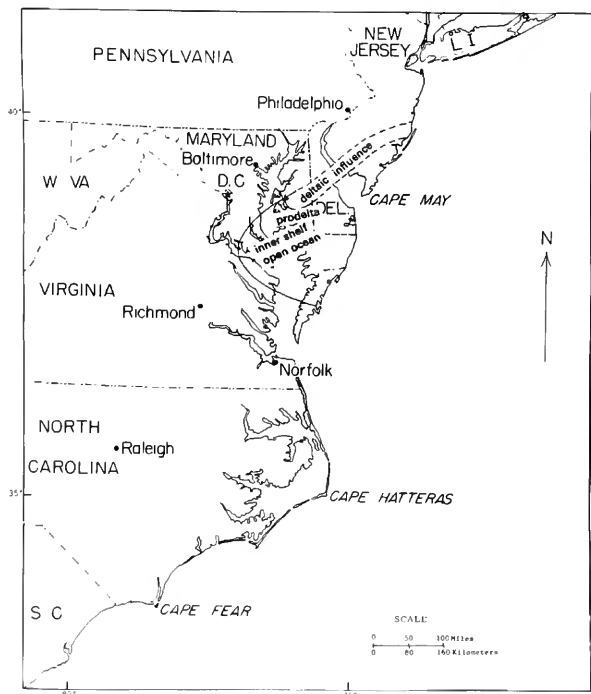 NEW
JERSEY
L I
PENNSYLVANIA
Philadelphia
40°
MARYLAND
Baltimore
W VA
D.C
deltaic influence
CAPE MAY
DEL.
prodelta
inner shelf
open ocean
N
VIRGINIA
Richmond
Norfolk
NORTH
CAROLINA
Raleigh
35°
CAPE HATTERAS
S C
CAPE FEAR
SCALE
0 50 100 Miles
0 80 160 Kilometers